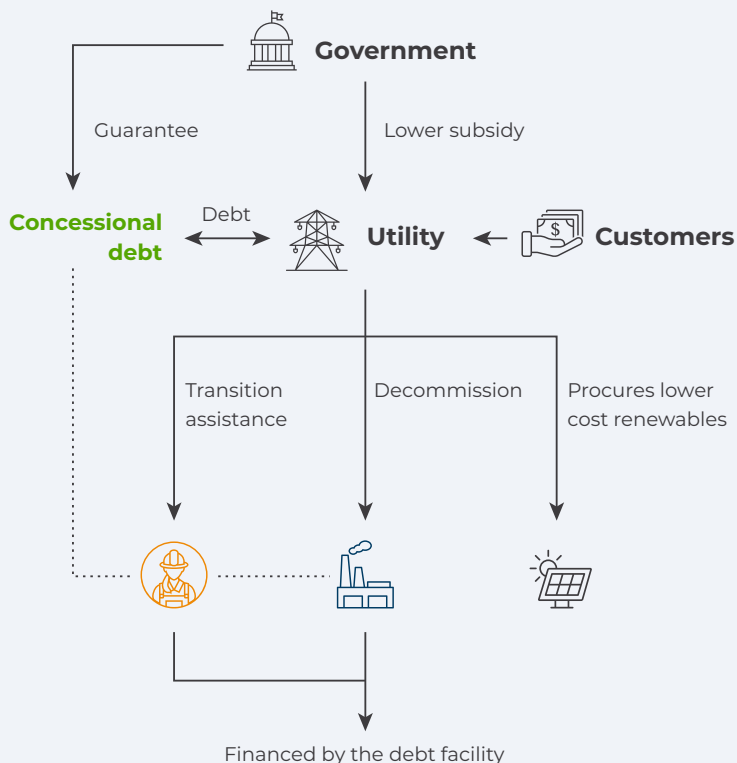 Government
Guarantee
Lower subsidy
Concessional
debt
Debt
Utility
$
Customers
Transition
assistance
Decommission
Procures lower
cost renewables
Financed by the debt facility